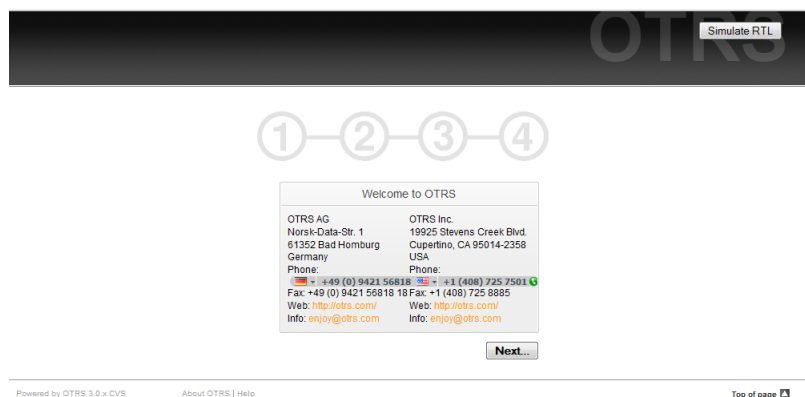 OTRS
Simulate RTL
1 2 3 4
Welcome to OTRS
OTRS AG
Norsk-Data-Str. 1
61352 Bad Homburg
Germany
Phone:
+49 (0) 9421 56818
Fax: +49 (0) 9421 56818 18
Web: http://otrs.com/
Info: enjoy@otrs.com
OTRS Inc.
19925 Stevens Creek Blvd.
Cupertino, CA 95014-2358
USA
Phone:
+1 (408) 725 7501
Fax: +1 (408) 725 8885
Web: http://otrs.com/
Info: enjoy@otrs.com
Next...
Powered by OTRS 3.0.x CVS
About OTRS | Help
Top of page